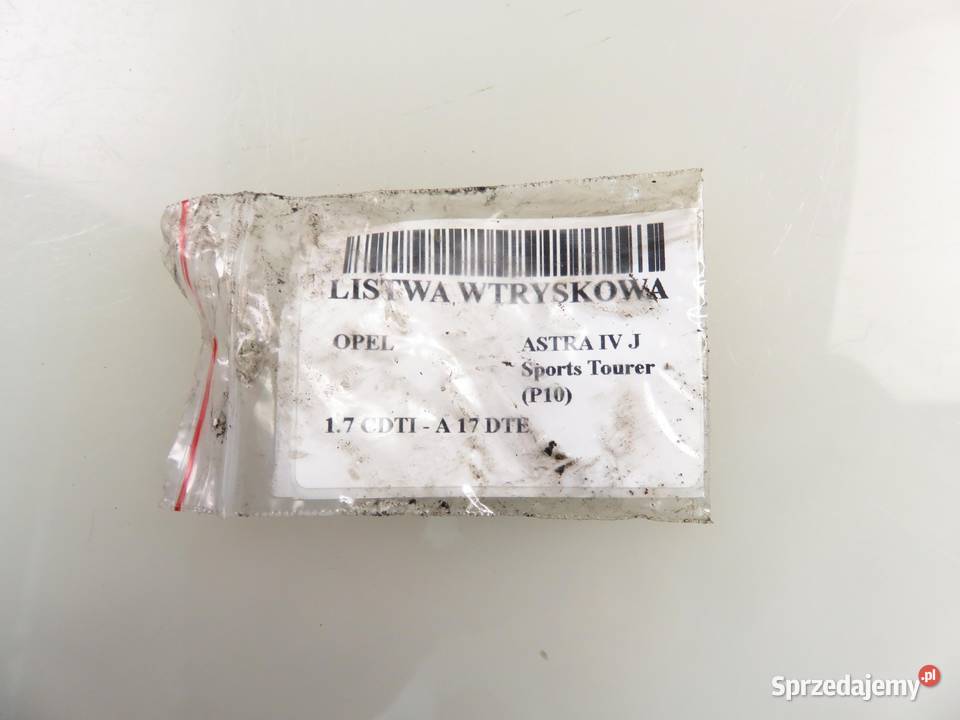 LISTWA WTRYSKOWA
OPEL
ASTRA IV J
Sports Tourer
(P10)
1.7 CDTI - A 17 DTE
Sprzedajemy.pl